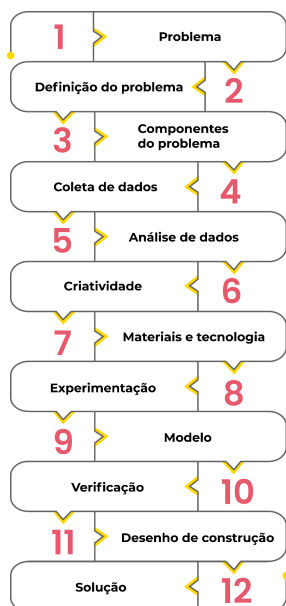 1 Problema
Definição do problema 2
3 Componentes
do problema
Coleta de dados 4
5 Análise de dados
Criatividade 6
7 Materiais e tecnologia
Experimentação 8
9 Modelo
Verificação 10
11 Desenho de construção
Solução 12